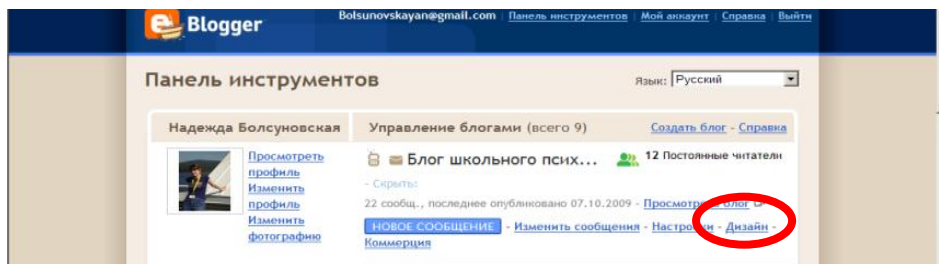 Blogger
Bolsunovskayan@gmail.com | Панель инструментов | Мой аккаунт | Справка | Выйти
Панель инструментов
Язык: Русский
Надежда Болсуновская
Управление блогами (всего 9)
Создать блог - Справка
Просмотреть
профиль
Изменить
профиль
Изменить
фотографию
Блог школьного псих...
12 Постоянные читатели
- Скрыть:
22 сообщ., последнее опубликовано 07.10.2009 - Просмотреть блог
НОВОЕ СООБЩЕНИЕ - Изменить сообщения - Настройки - Дизайн -
Коммерция